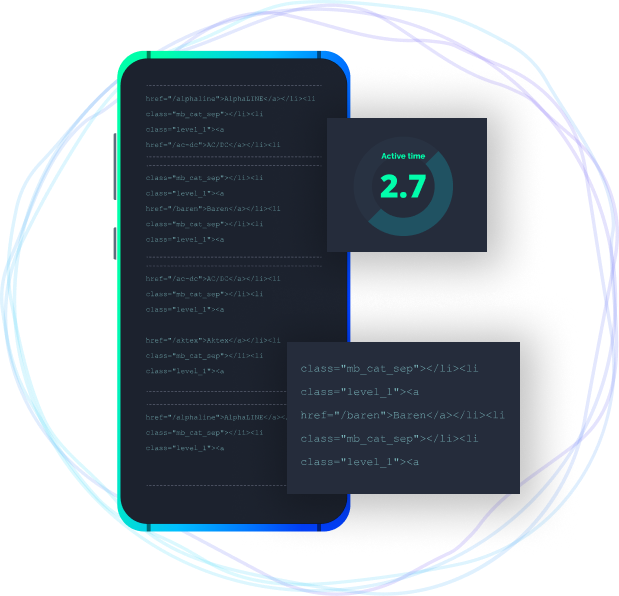 href="/alphaline">AlphaLINE</a></li><li
class="mb_cat_sep"></li><li
class="level_1"><a
href="/ac-dc">AC/DC</a></li><li
class="mb_cat_sep"></li><li
class="level_1"><a
href="/baren">Baren</a></li><li
class="mb_cat_sep"></li><li
class="level_1"><a
href="/ac-dc">AC/DC</a></li><li
class="mb_cat_sep"></li><li
class="level_1"><a
href="/aktex">Aktex</a></li><li
class="mb_cat_sep"></li><li
class="level_1"><a
href="/alphaline">AlphaLINE</a></
class="mb_cat_sep"></li><li
class="level_1"><a
Active time
2.7
class="mb_cat_sep"></li><li
class="level_1"><a
href="/baren">Baren</a></li><li
class="mb_cat_sep"></li><li
class="level_1"><a